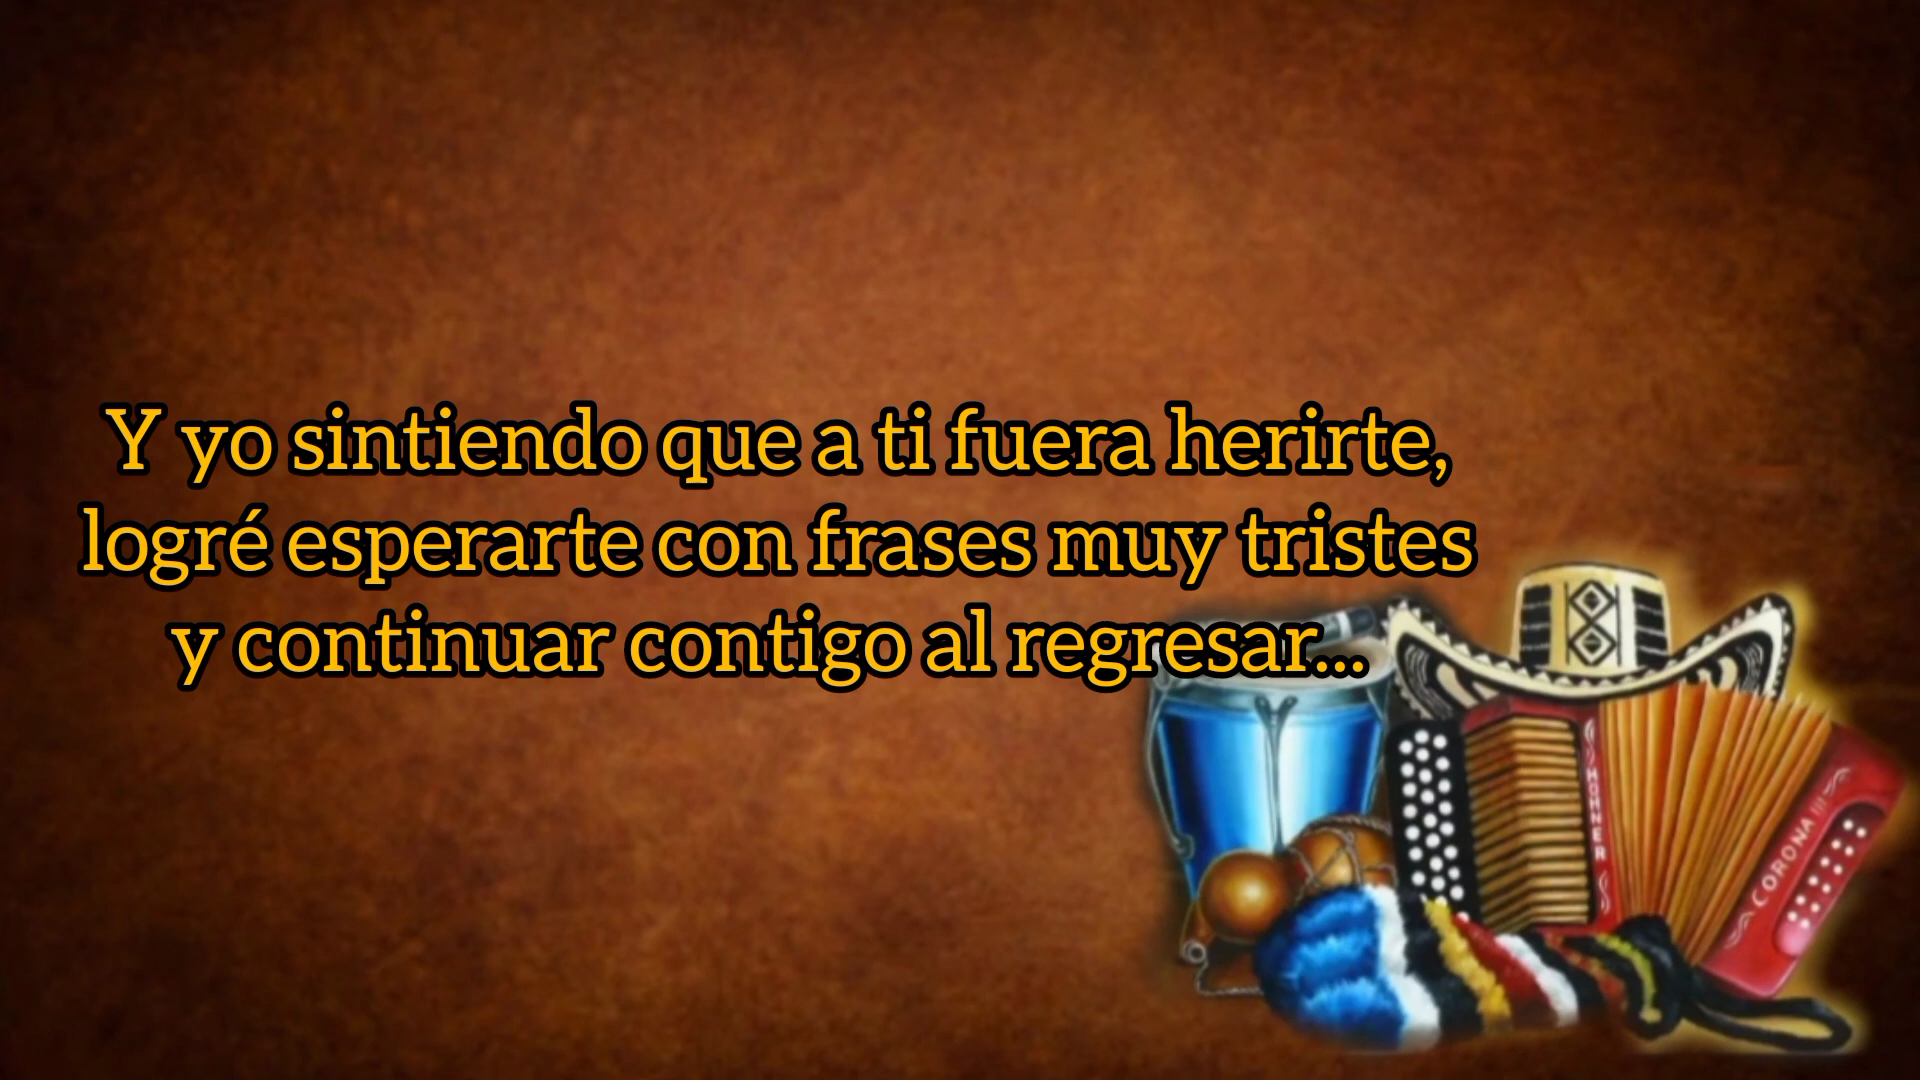 Y yo sintiendo que a ti fuera herirte,
logré esperarte con frases muy tristes
y continuar contigo al regresar...
HOHNER
CORONA III